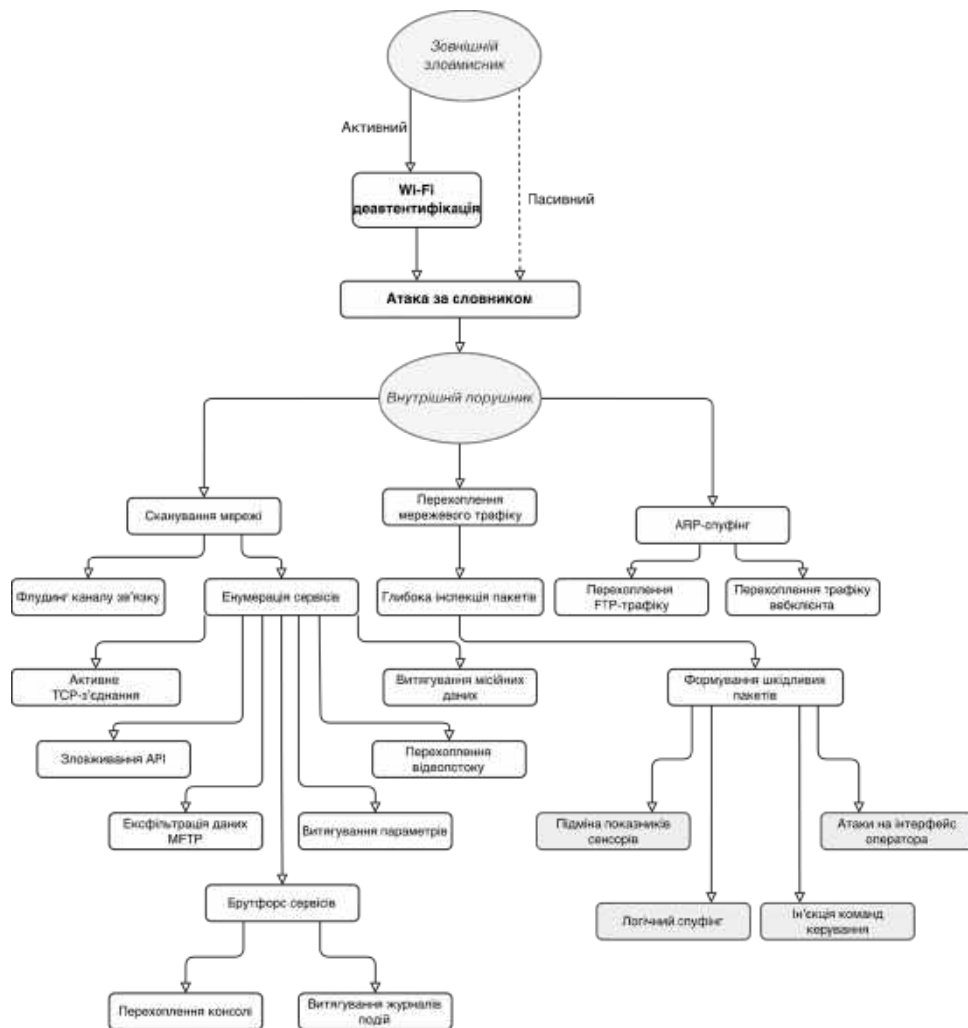 Зовнішній
зловмисник
Активний
Wi-Fi
деавтентифікація
Пасивний
Атака за словником
Внутрішній порушник
Сканування мережі
Перехоплення
мережевого трафіку
ARP-спуфінг
Флудинг каналу зв'язку
Енумерація сервісів
Глибока інспекція пакетів
Перехоплення
FTP-трафіку
Перехоплення трафіку
вебклієнта
Активне
TCP-з'єднання
Витягування місійних
даних
Формування шкідливих
пакетів
Зловживання API
Перехоплення
відеопотоку
Ексфільтрація даних
MFTP
Витягування параметрів
Підміна показників
сенсорів
Атаки на інтерфейс
оператора
Брутфорс сервісів
Логічний спуфінг
Ін'єкція команд
керування
Перехоплення консолі
Витягування журналів
подій